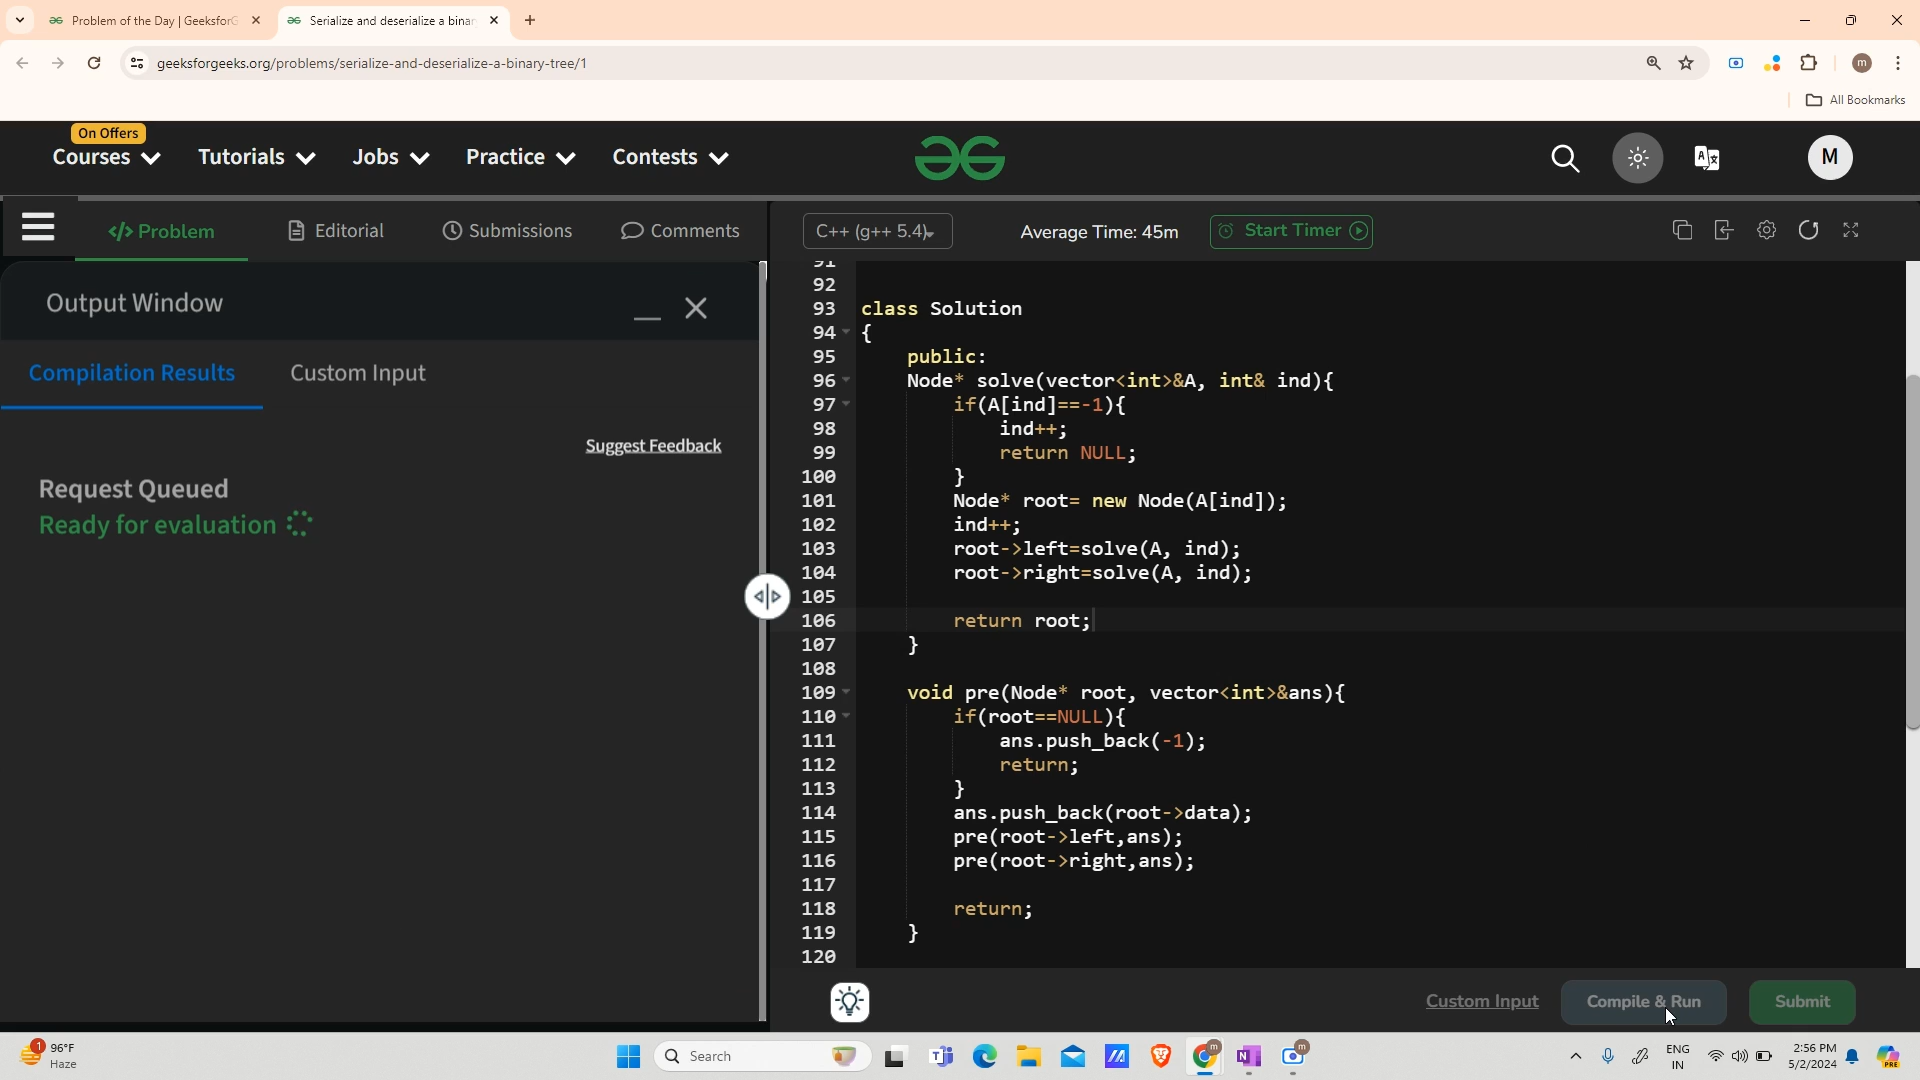 Problem of the Day | GeeksforG
Serialize and deserialize a binar
geeksforgeeks.org/problems/serialize-and-deserialize-a-binary-tree/1
m
All Bookmarks
On Offers
Courses
Tutorials
Jobs
Practice
Contests
M
</> Problem
Editorial
Submissions
Comments
C++ (g++ 5.4)
Average Time: 45m
Start Timer
Output Window
Compilation Results
Custom Input
Suggest Feedback
Request Queued
Ready for evaluation
91
92
93 class Solution
94 {
95 public:
96 Node* solve(vector<int>&A, int& ind){
97 if(A[ind]==-1){
98 ind++;
99 return NULL;
100 }
101 Node* root= new Node(A[ind]);
102 ind++;
103 root->left=solve(A, ind);
104 root->right=solve(A, ind);
105
106 return root;
107 }
108
109 void pre(Node* root, vector<int>&ans){
110 if(root==NULL){
111 ans.push_back(-1);
112 return;
113 }
114 ans.push_back(root->data);
115 pre(root->left,ans);
116 pre(root->right,ans);
117
118 return;
119 }
120
Custom Input
Compile & Run
Submit
1
96°F
Haze
Search
ENG
IN
2:56 PM
5/2/2024
PRE